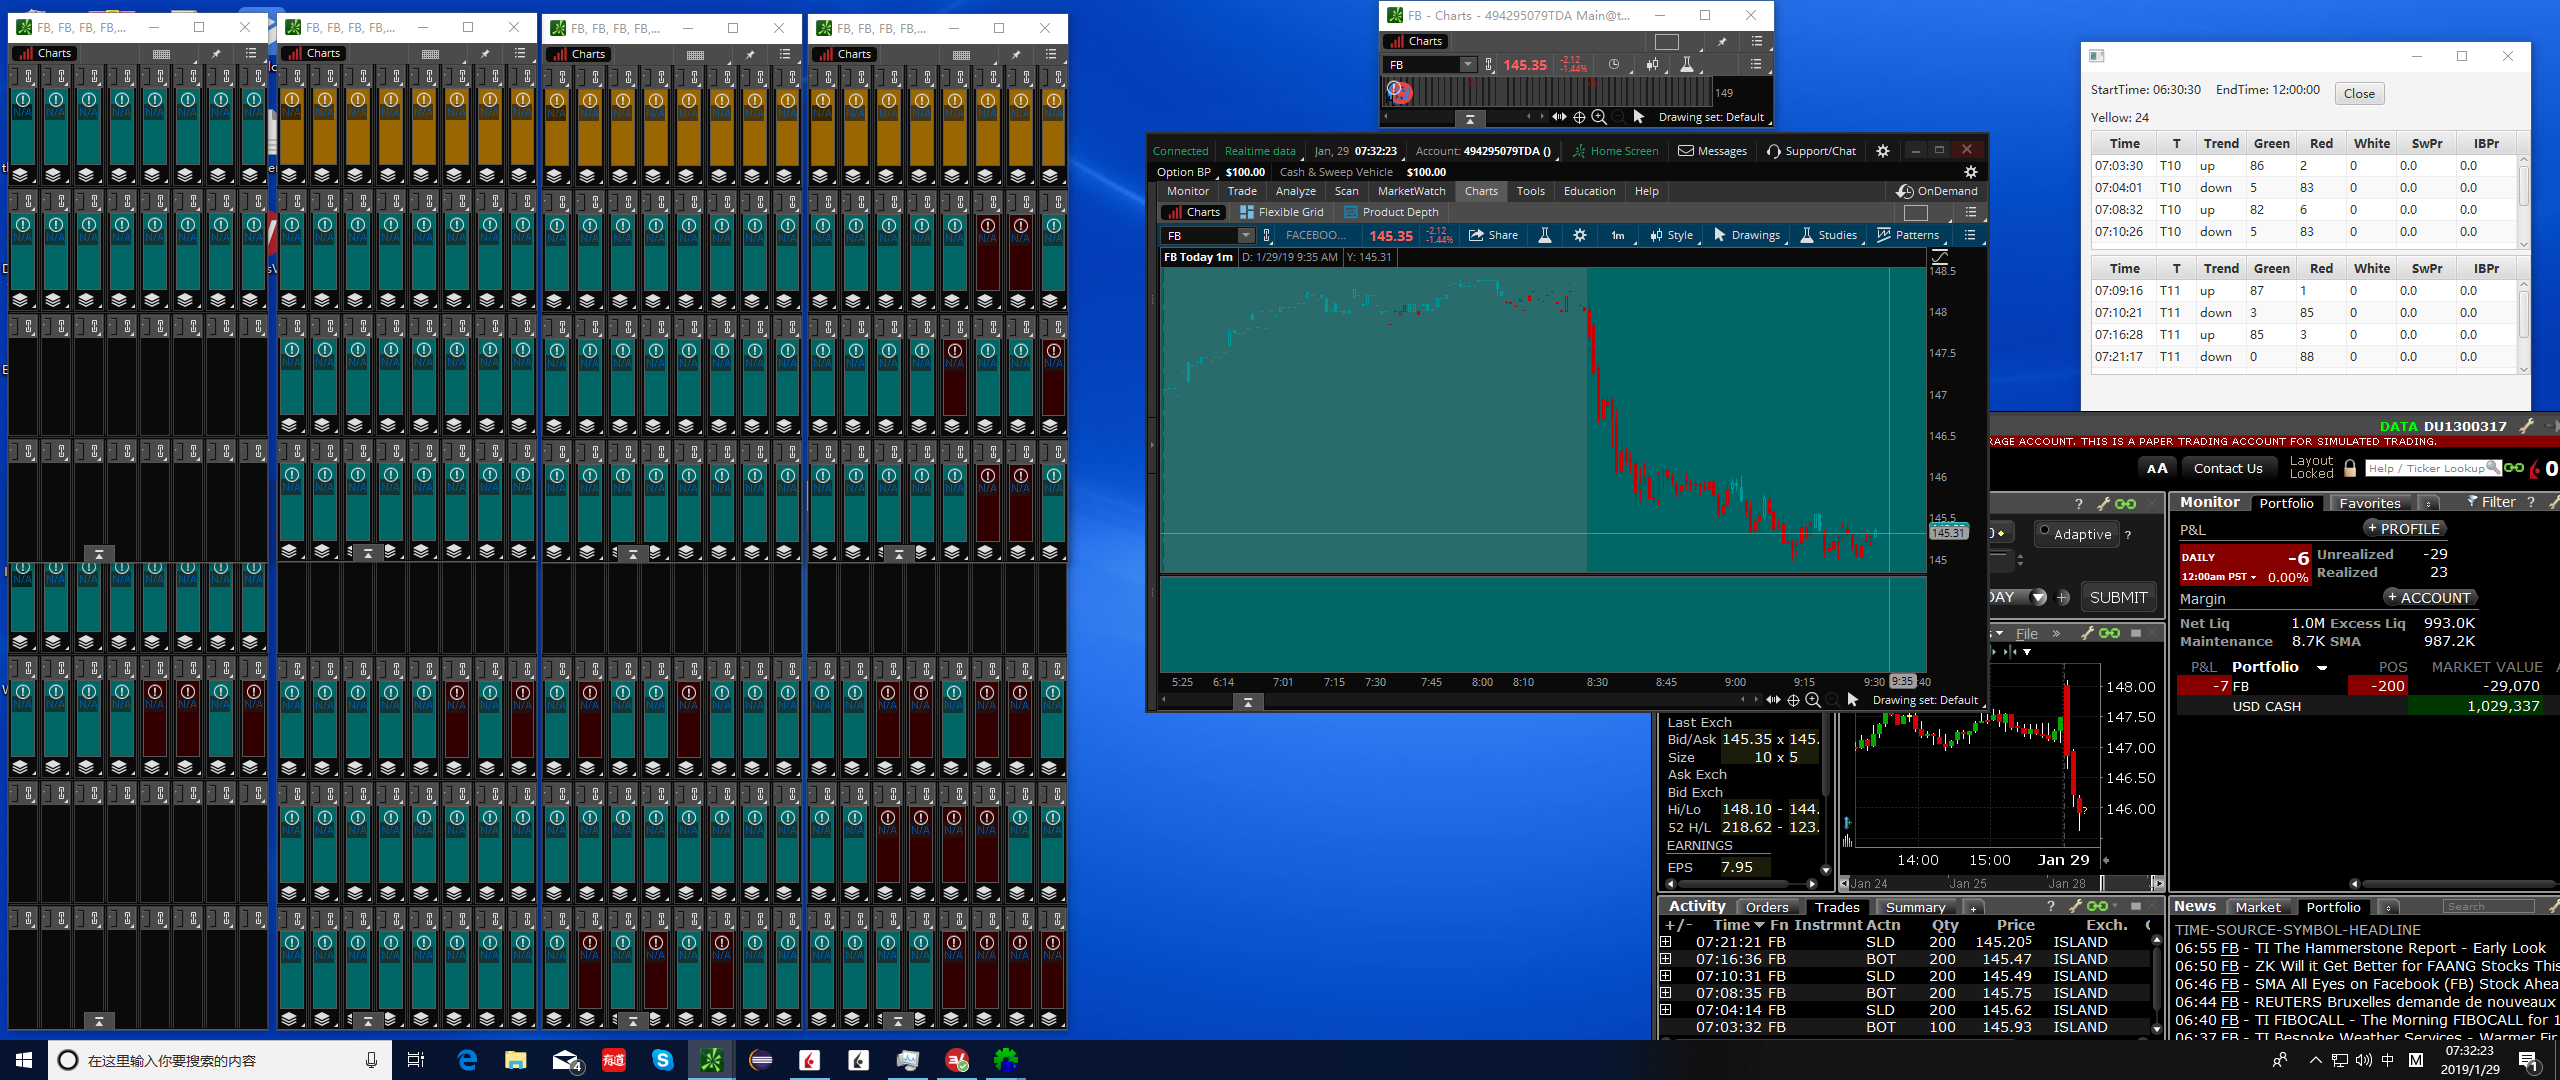 FB, FB, FB, FB,...
Charts
FB, FB, FB, FB,...
Charts
FB, FB, FB, FB,...
Charts
FB, FB, FB, FB,...
Charts
FB - Charts - 494295079TDA Main@t...
Charts
FB 145.35 -2.12 -1.44%
149
Drawing set: Default
Connected Realtime data Jan, 29 07:32:23 Account: 494295079TDA () Home Screen Messages Support/Chat
Option BP $100.00 Cash & Sweep Vehicle $100.00
Monitor Trade Analyze Scan MarketWatch Charts Tools Education Help OnDemand
Charts Flexible Grid Product Depth
FB FACEBOO... 145.35 -2.12 -1.44% Share 1m Style Drawings Studies Patterns
FB Today 1m D: 1/29/19 9:35 AM Y: 145.31
148.5
148
147.5
147
146.5
146
145.5
145.31
145
5:25 6:14 7:01 7:15 7:30 7:45 8:00 8:10 8:30 8:45 9:00 9:15 9:30 9:35 :40
Drawing set: Default
StartTime: 06:30:30 EndTime: 12:00:00 Close
Yellow: 24
Time T Trend Green Red White SwPr IBPr
07:03:30 T10 up 86 2 0 0.0 0.0
07:04:01 T10 down 5 83 0 0.0 0.0
07:08:32 T10 up 82 6 0 0.0 0.0
07:10:26 T10 down 5 83 0 0.0 0.0
Time T Trend Green Red White SwPr IBPr
07:09:16 T11 up 87 1 0 0.0 0.0
07:10:21 T11 down 3 85 0 0.0 0.0
07:16:28 T11 up 85 3 0 0.0 0.0
07:21:17 T11 down 0 88 0 0.0 0.0
DATA DU1300317
RAGE ACCOUNT. THIS IS A PAPER TRADING ACCOUNT FOR SIMULATED TRADING.
AA Contact Us Layout Locked Help / Ticker Lookup 0
Monitor Portfolio Favorites Filter ?
P&L + PROFILE
DAILY -6 Unrealized -29
12:00am PST 0.00% Realized 23
Margin + ACCOUNT
Net Liq 1.0M Excess Liq 993.0K
Maintenance 8.7K SMA 987.2K
P&L Portfolio POS MARKET VALUE
-7 FB -200 -29,070
USD CASH 1,029,337
Adaptive ?
DAY SUBMIT
File
148.00
147.50
147.00
146.50
146.00
14:00 15:00 Jan 29
Jan 24 Jan 25 Jan 28
Last Exch
Bid/Ask 145.35 x 145.
Size 10 x 5
Ask Exch
Bid Exch
Hi/Lo 148.10 - 144.
52 H/L 218.62 - 123.
EARNINGS
EPS 7.95
Activity Orders Trades Summary + ?
+/- Time Fn Instrmnt Actn Qty Price Exch.
07:21:21 FB SLD 200 145.205 ISLAND
07:16:36 FB BOT 200 145.47 ISLAND
07:10:31 FB SLD 200 145.49 ISLAND
07:08:35 FB BOT 200 145.75 ISLAND
07:04:14 FB SLD 200 145.62 ISLAND
07:03:32 FB BOT 100 145.93 ISLAND
News Market Portfolio Search
TIME-SOURCE-SYMBOL-HEADLINE
06:55 FB - TI The Hammerstone Report - Early Look
06:50 FB - ZK Will it Get Better for FAANG Stocks This
06:46 FB - SMA All Eyes on Facebook (FB) Stock Ahea
06:44 FB - REUTERS Bruxelles demande de nouveaux
06:40 FB - TI FIBOCALL - The Morning FIBOCALL for 1
06:37 FB - TI Bespoke Weather Services - Warmer Fir
在这里输入你要搜索的内容
4
有道
中 M
07:32:23
2019/1/29
1